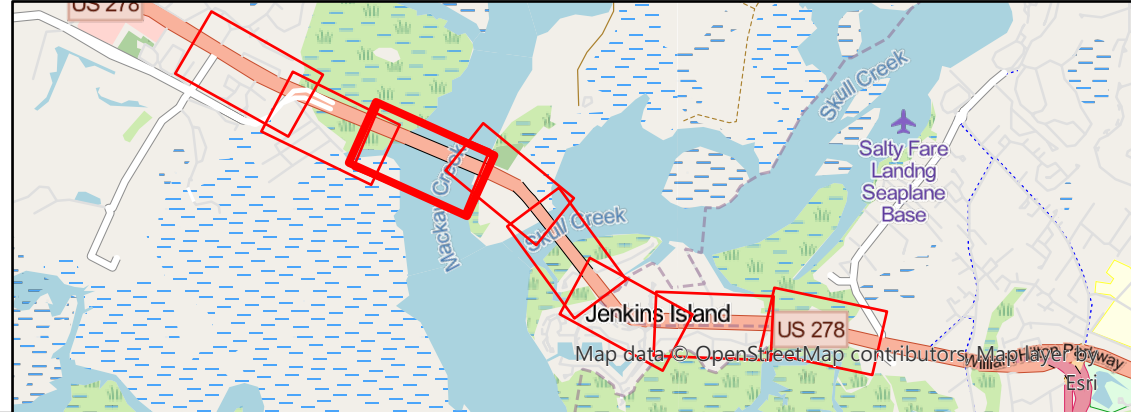 US 278
Skull Creek
Salty Fare
Landng
Seaplane
Base
Mackay Creek
Skull Creek
Jenkins Island
US 278
Map data © OpenStreetMap contributors, Map layer by
Esri